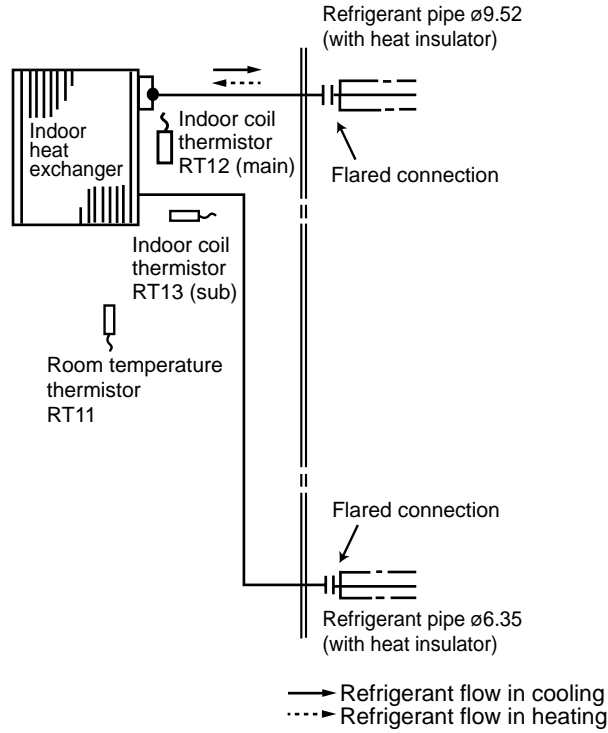 Refrigerant pipe ø9.52
(with heat insulator)
Indoor
heat
exchanger
Indoor coil
thermistor
RT12 (main)
Flared connection
Indoor coil
thermistor
RT13 (sub)
Room temperature
thermistor
RT11
Flared connection
Refrigerant pipe ø6.35
(with heat insulator)
Refrigerant flow in cooling
Refrigerant flow in heating